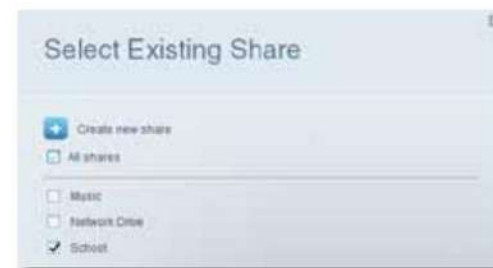 Select Existing Share
Create new share
All shares
Music
Network Drive
School